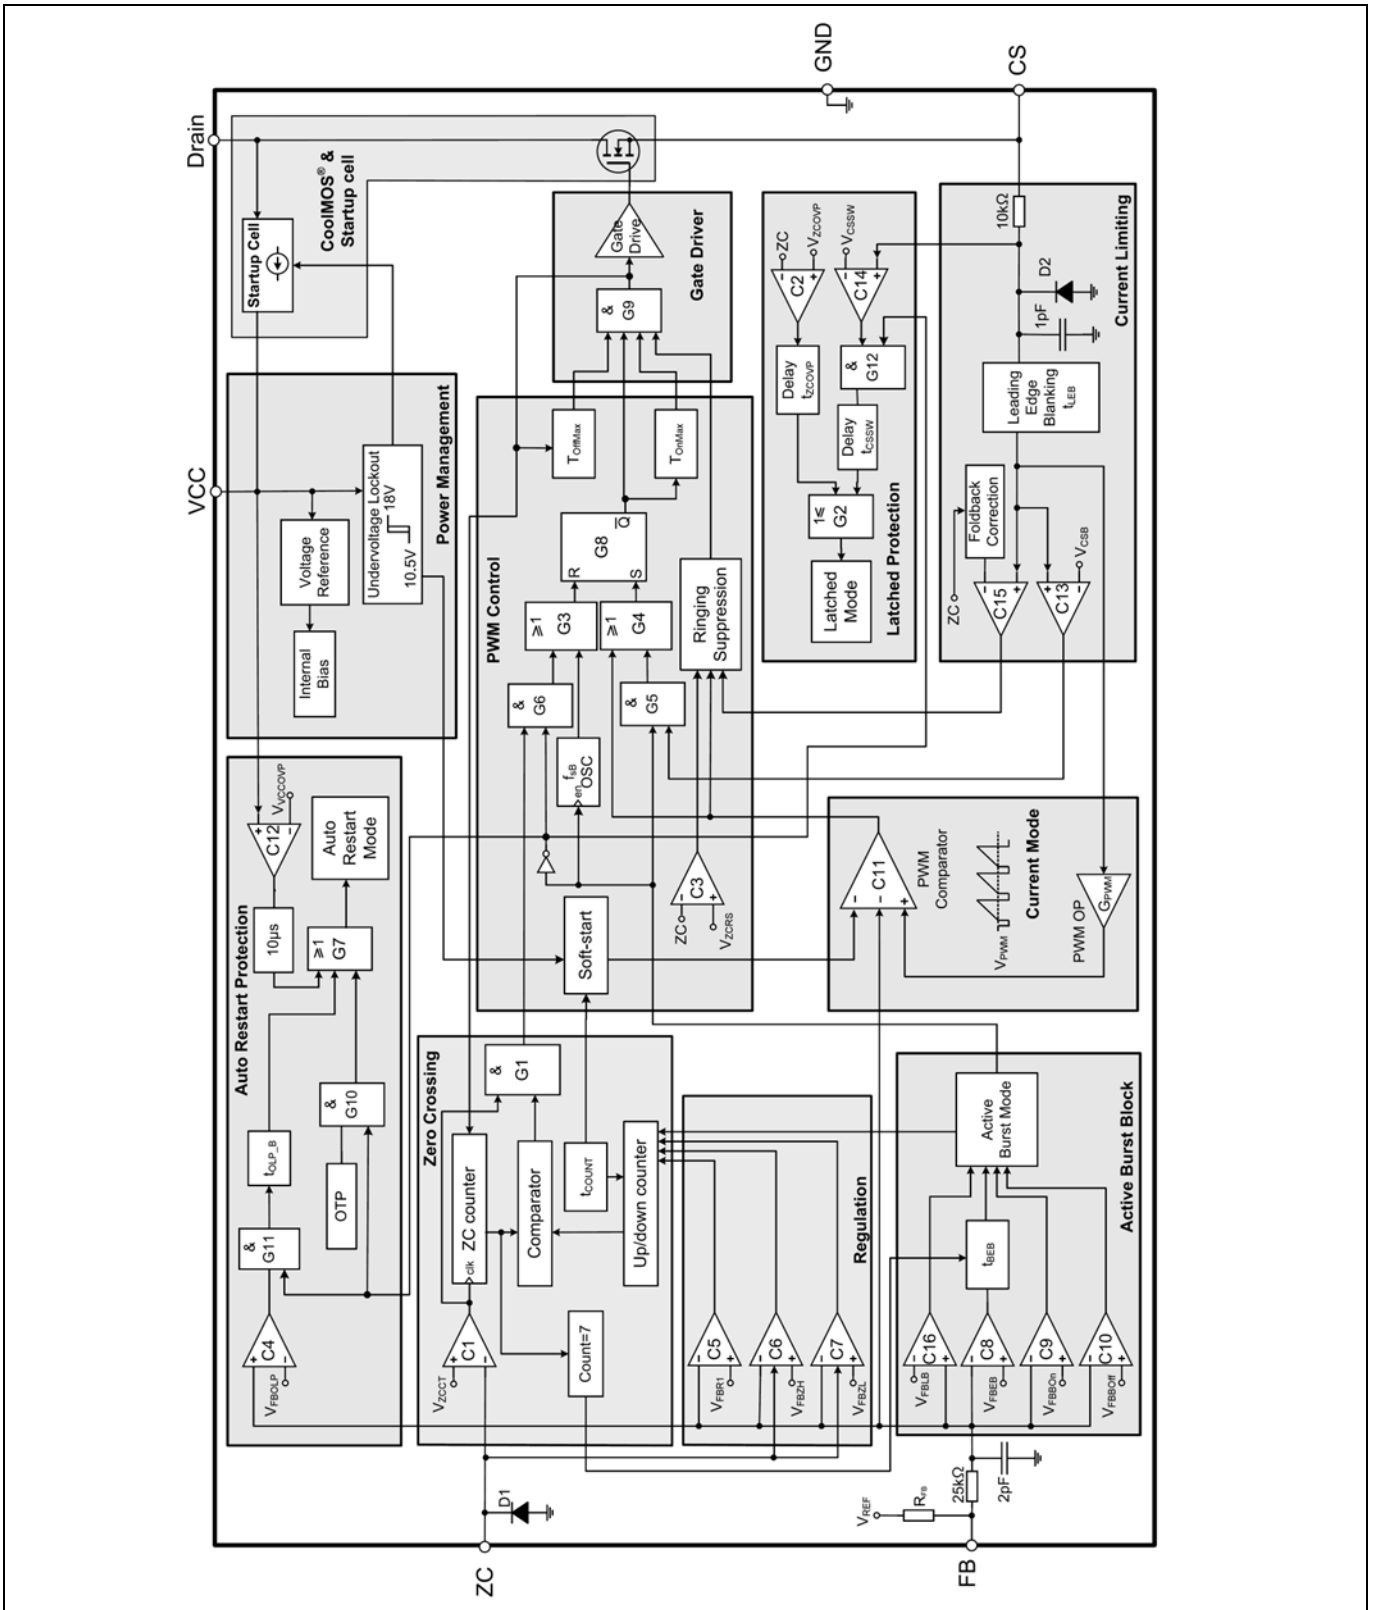 Drain
VCC
GND
CS
ZC
FB
CoolMOS® &
Startup cell
Startup Cell
Power Management
Voltage
Reference
Internal
Bias
Undervoltage Lockout
18V
10.5V
Auto Restart Protection
C12
VVCCOVP
10µs
Auto
Restart
Mode
≥1
G7
&
G10
OTP
tOLP_B
&
G11
C4
VFBOLP
Gate Driver
Gate
Drive
&
G9
PWM Control
TOffMax
TOnMax
G8
R
S
Q
≥1
G3
≥1
G4
&
G6
&
G5
en
fsB
OSC
Ringing
Suppression
C3
ZC
VZCRS
Soft-start
Zero Crossing
&
G1
clk
ZC counter
Comparator
tCOUNT
Up/down counter
Count=7
C1
VZCCT
D1
Latched Protection
ZC
C2
VZCOVP
VCSSW
C14
Delay
tZCOVP
&
G12
Delay
tCSSW
1≤
G2
Latched
Mode
Current Limiting
10kΩ
D2
1pF
Leading
Edge
Blanking
tLEB
Foldback
Correction
ZC
C15
C13
VCSB
Current Mode
C11
PWM
Comparator
VPWM
PWM OP
GPWM
Regulation
C5
VFBR1
C6
VFBZH
C7
VFBZL
Active Burst Block
Active
Burst Mode
tBEB
C16
VFBLB
C8
VFBEB
C9
VFBBOn
C10
VFBBOff
VREF
RFB
25kΩ
2pF